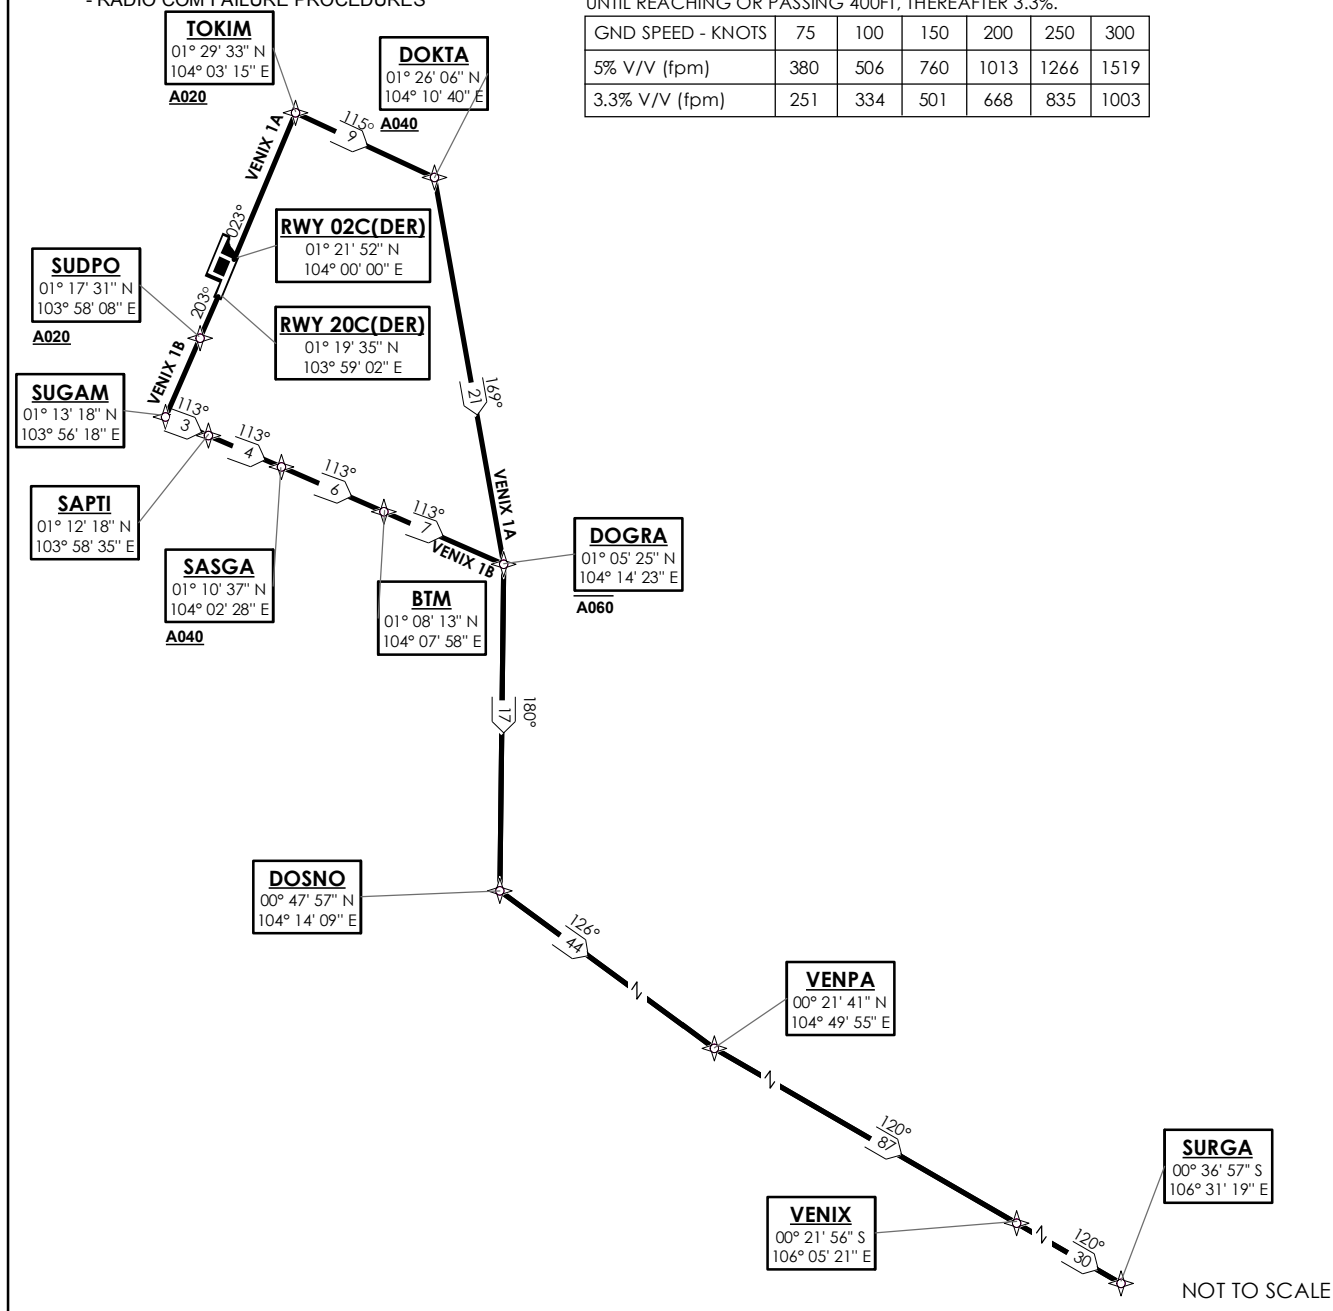 - RADIO COM FAILURE PROCEDURES
UNTIL REACHING OR PASSING 400FT, THEREAFTER 3.3%.
GND SPEED - KNOTS 75 100 150 200 250 300
5% V/V (fpm) 380 506 760 1013 1266 1519
3.3% V/V (fpm) 251 334 501 668 835 1003
TOKIM
01° 29' 33" N
104° 03' 15" E
A020
DOKTA
01° 26' 06" N
104° 10' 40" E
A040
115°
9
VENIX 1A
023°
RWY 02C(DER)
01° 21' 52" N
104° 00' 00" E
SUDPO
01° 17' 31" N
103° 58' 08" E
A020
203°
RWY 20C(DER)
01° 19' 35" N
103° 59' 02" E
VENIX 1B
SUGAM
01° 13' 18" N
103° 56' 18" E
113°
3
113°
4
113°
6
113°
7
VENIX 1B
169°
21
VENIX 1A
SAPTI
01° 12' 18" N
103° 58' 35" E
SASGA
01° 10' 37" N
104° 02' 28" E
A040
BTM
01° 08' 13" N
104° 07' 58" E
DOGRA
01° 05' 25" N
104° 14' 23" E
A060
180°
17
DOSNO
00° 47' 57" N
104° 14' 09" E
126°
44
N
VENPA
00° 21' 41" N
104° 49' 55" E
N
120°
87
SURGA
00° 36' 57" S
106° 31' 19" E
VENIX
00° 21' 56" S
106° 05' 21" E
N
120°
30
NOT TO SCALE